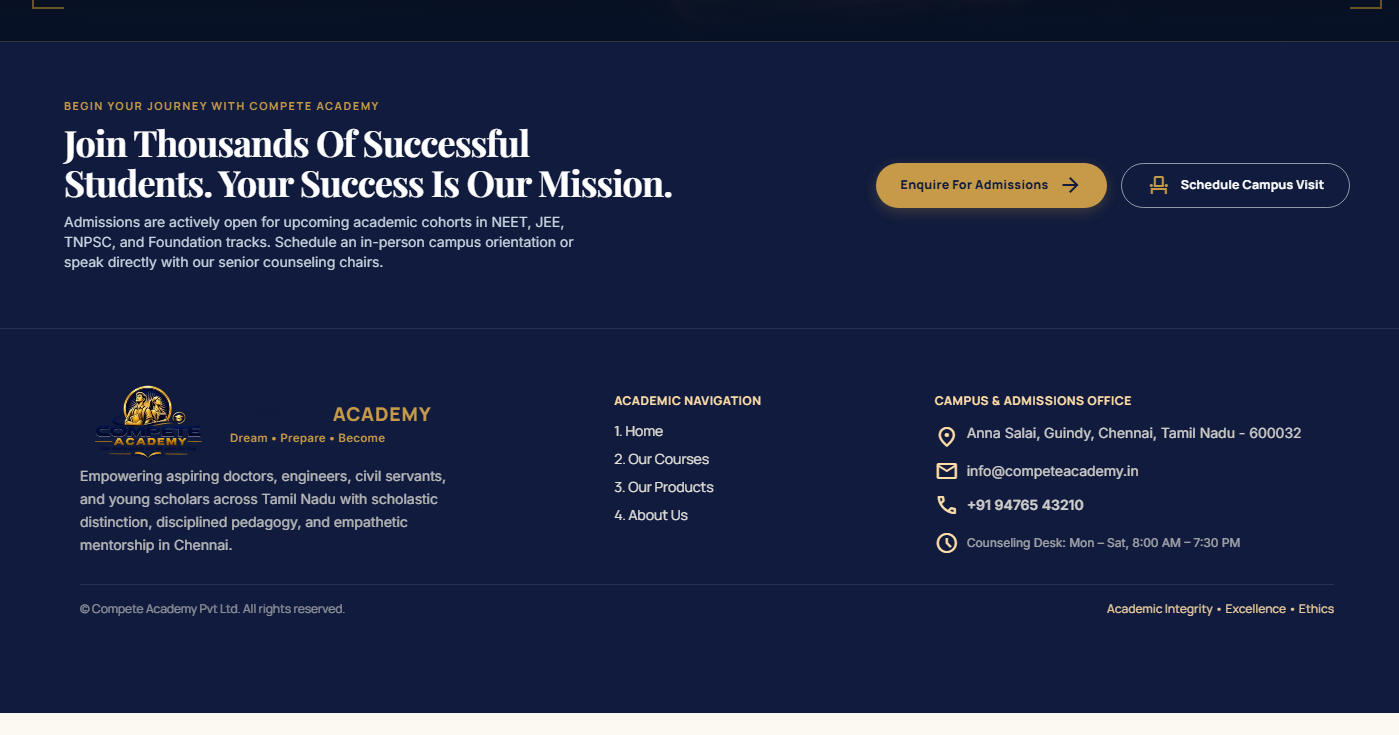 BEGIN YOUR JOURNEY WITH COMPETE ACADEMY
Join Thousands Of Successful
Students. Your Success Is Our Mission.
Admissions are actively open for upcoming academic cohorts in NEET, JEE,
TNPSC, and Foundation tracks. Schedule an in-person campus orientation or
speak directly with our senior counseling chairs.
Enquire For Admissions
Schedule Campus Visit
COMPETE
ACADEMY
ACADEMY
Dream • Prepare • Become
Empowering aspiring doctors, engineers, civil servants,
and young scholars across Tamil Nadu with scholastic
distinction, disciplined pedagogy, and empathetic
mentorship in Chennai.
ACADEMIC NAVIGATION
1. Home
2. Our Courses
3. Our Products
4. About Us
CAMPUS & ADMISSIONS OFFICE
Anna Salai, Guindy, Chennai, Tamil Nadu - 600032
info@competeacademy.in
+91 94765 43210
Counseling Desk: Mon – Sat, 8:00 AM – 7:30 PM
© Compete Academy Pvt Ltd. All rights reserved.
Academic Integrity • Excellence • Ethics